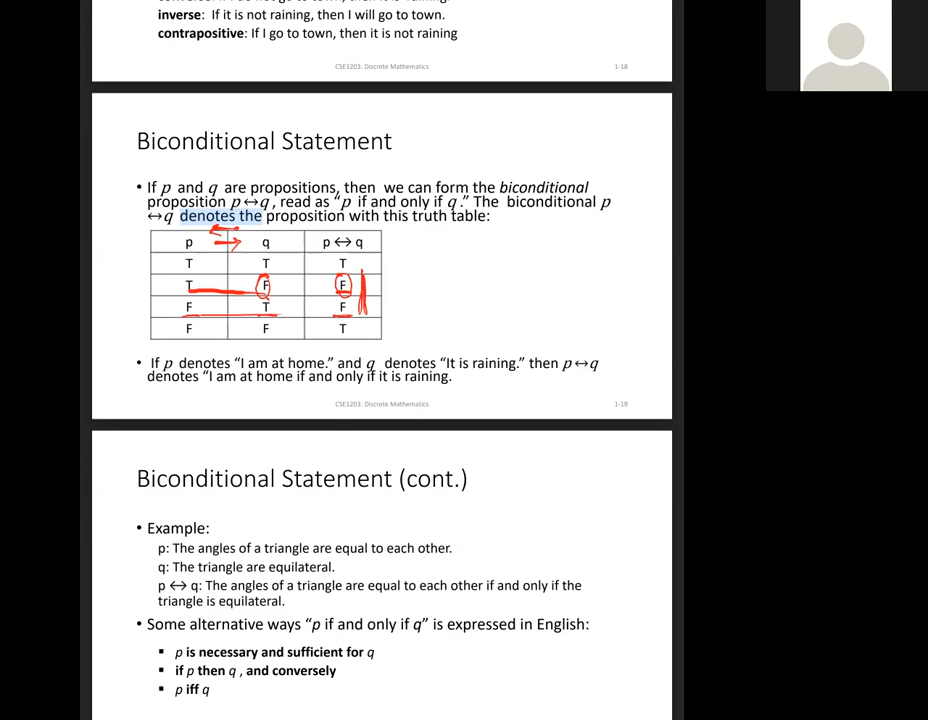 inverse: If it is not raining, then I will go to town.
contrapositive: If I go to town, then it is not raining
CSE1203: Discrete Mathematics 1-18
Biconditional Statement
• If p and q are propositions, then we can form the biconditional
proposition p ↔q , read as “p if and only if q .” The biconditional p
↔q denotes the proposition with this truth table:
p q p ↔ q
T T T
T F F
F T F
F F T
• If p denotes “I am at home.” and q denotes “It is raining.” then p ↔q
denotes “I am at home if and only if it is raining.
CSE1203: Discrete Mathematics 1-19
Biconditional Statement (cont.)
• Example:
p: The angles of a triangle are equal to each other.
q: The triangle is equilateral.
p ↔ q: The angles of a triangle are equal to each other if and only if the
triangle is equilateral.
• Some alternative ways “p if and only if q” is expressed in English:
▪ p is necessary and sufficient for q
▪ if p then q , and conversely
▪ p iff q